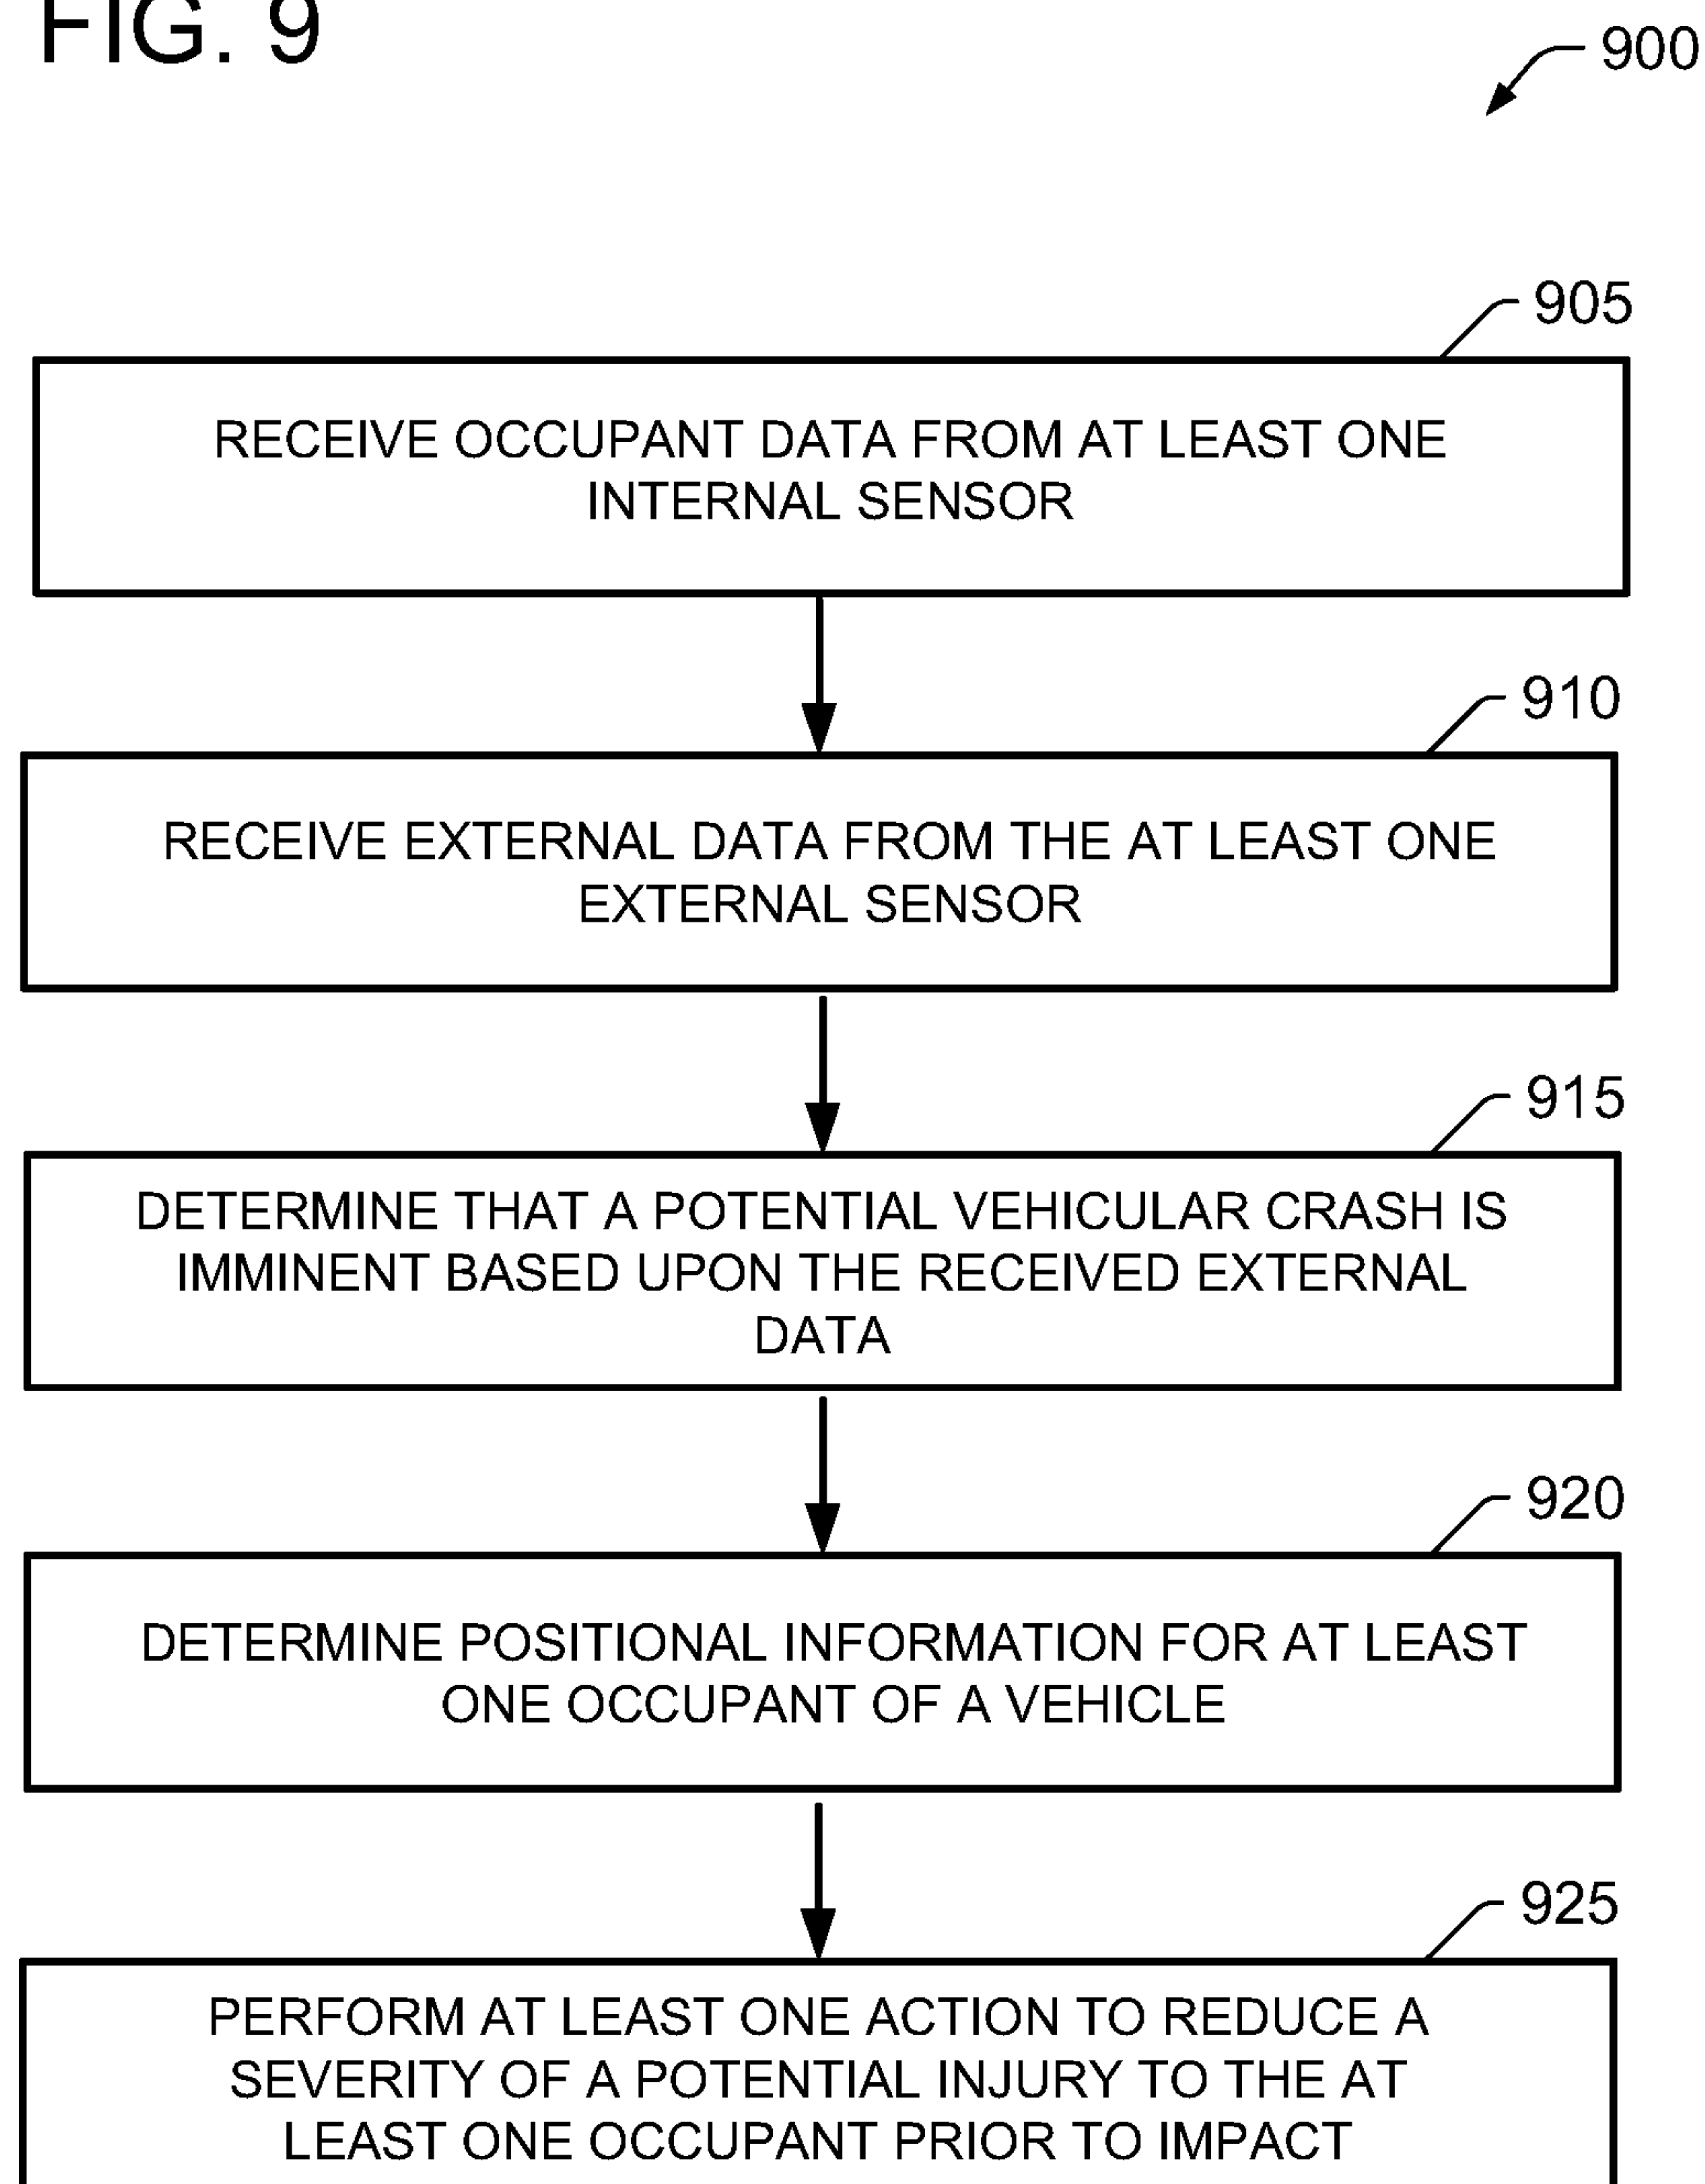 FIG. 9
900
905
RECEIVE OCCUPANT DATA FROM AT LEAST ONE
INTERNAL SENSOR
910
RECEIVE EXTERNAL DATA FROM THE AT LEAST ONE
EXTERNAL SENSOR
915
DETERMINE THAT A POTENTIAL VEHICULAR CRASH IS
IMMINENT BASED UPON THE RECEIVED EXTERNAL
DATA
920
DETERMINE POSITIONAL INFORMATION FOR AT LEAST
ONE OCCUPANT OF A VEHICLE
925
PERFORM AT LEAST ONE ACTION TO REDUCE A
SEVERITY OF A POTENTIAL INJURY TO THE AT
LEAST ONE OCCUPANT PRIOR TO IMPACT